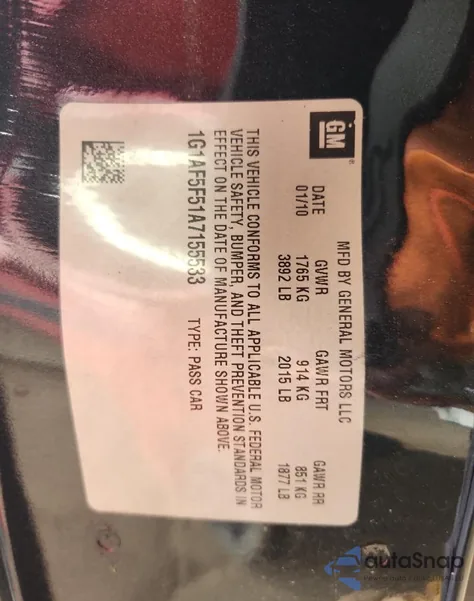 GM
MFD BY GENERAL MOTORS LLC
DATE GVWR GAWR FRT GAWR RR
01/10 1765 KG 914 KG 851 KG
3892 LB 2015 LB 1877 LB
THIS VEHICLE CONFORMS TO ALL APPLICABLE U.S. FEDERAL MOTOR
VEHICLE SAFETY, BUMPER, AND THEFT PREVENTION STANDARDS IN
EFFECT ON THE DATE OF MANUFACTURE SHOWN ABOVE.
1G1AF5F51A7155533 TYPE: PASS CAR
autaSnap